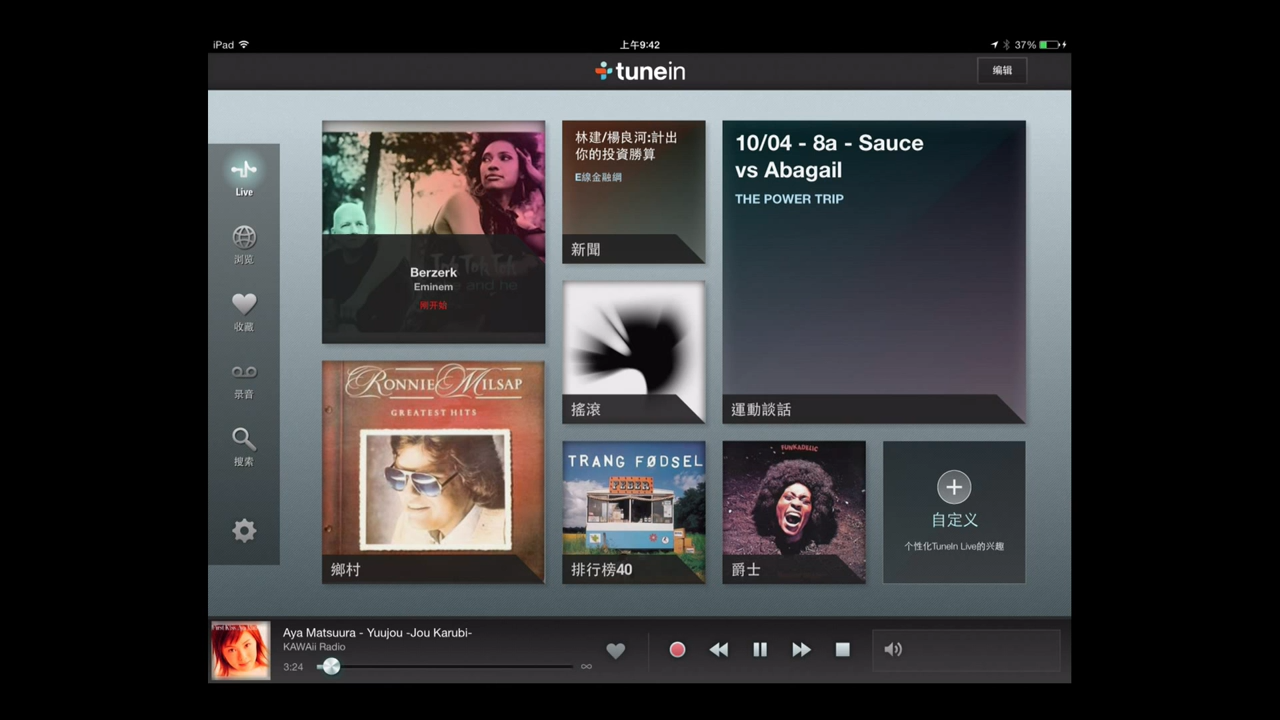 iPad
上午9:42
37%
tunein
编辑
Live
浏览
收藏
录音
搜索
Berzerk
Eminem
刚开始
林建/楊良河:計出
你的投資勝算
E線金融網
新聞
10/04 - 8a - Sauce
vs Abagail
THE POWER TRIP
運動談話
搖滾
RONNIE MILSAP
GREATEST HITS
鄉村
TRANG FØDSEL
排行榜40
FUNKADELIC
爵士
自定义
个性化TuneIn Live的兴趣
Aya Matsuura - Yuujou -Jou Karubi-
KAWAii Radio
3:24
∞